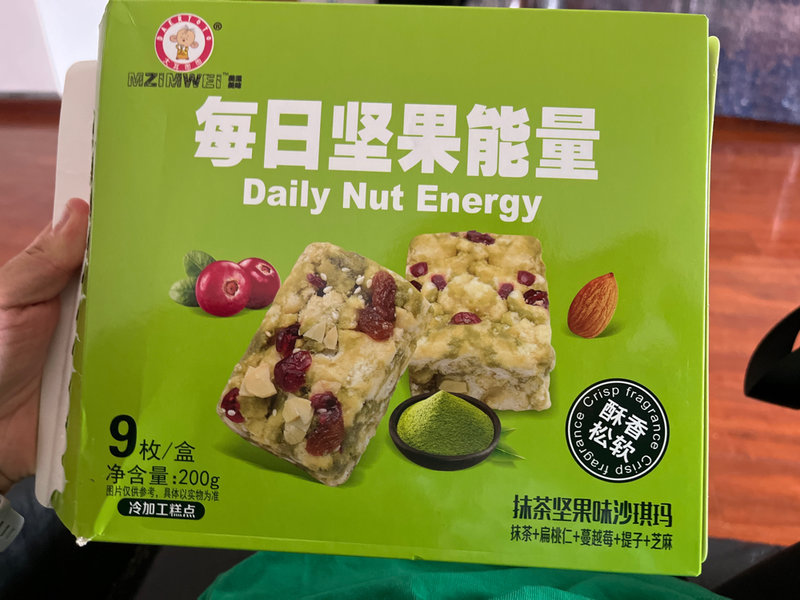 DAKRTOTO
®
MZiMWEi™
每日坚果能量
Daily Nut Energy
Crisp fragrance
酥香
松软
Crisp fragrance
9枚/盒
净含量:200g
图片仅供参考，具体以实物为准
冷加工糕点
抹茶坚果味沙琪玛
抹茶+扁桃仁+蔓越莓+提子+芝麻